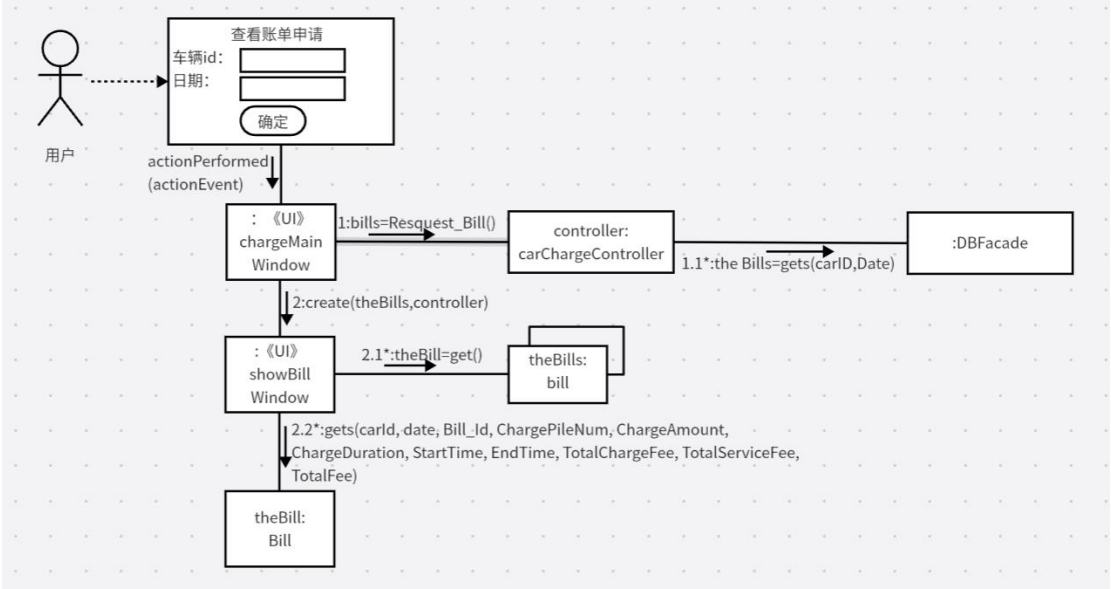 查看账单申请
车辆id：
日期：
确定
用户
actionPerformed
(actionEvent)
：《UI》
chargeMain
Window
1:bills=Resquest_Bill()
controller:
carChargeController
1.1*:the Bills=gets(carID,Date)
:DBFacade
2:create(theBills,controller)
:《UI》
showBill
Window
2.1*:theBill=get()
theBills:
bill
2.2*:gets(carId, date, Bill_Id, ChargePileNum, ChargeAmount,
ChargeDuration, StartTime, EndTime, TotalChargeFee, TotalServiceFee,
TotalFee)
theBill:
Bill